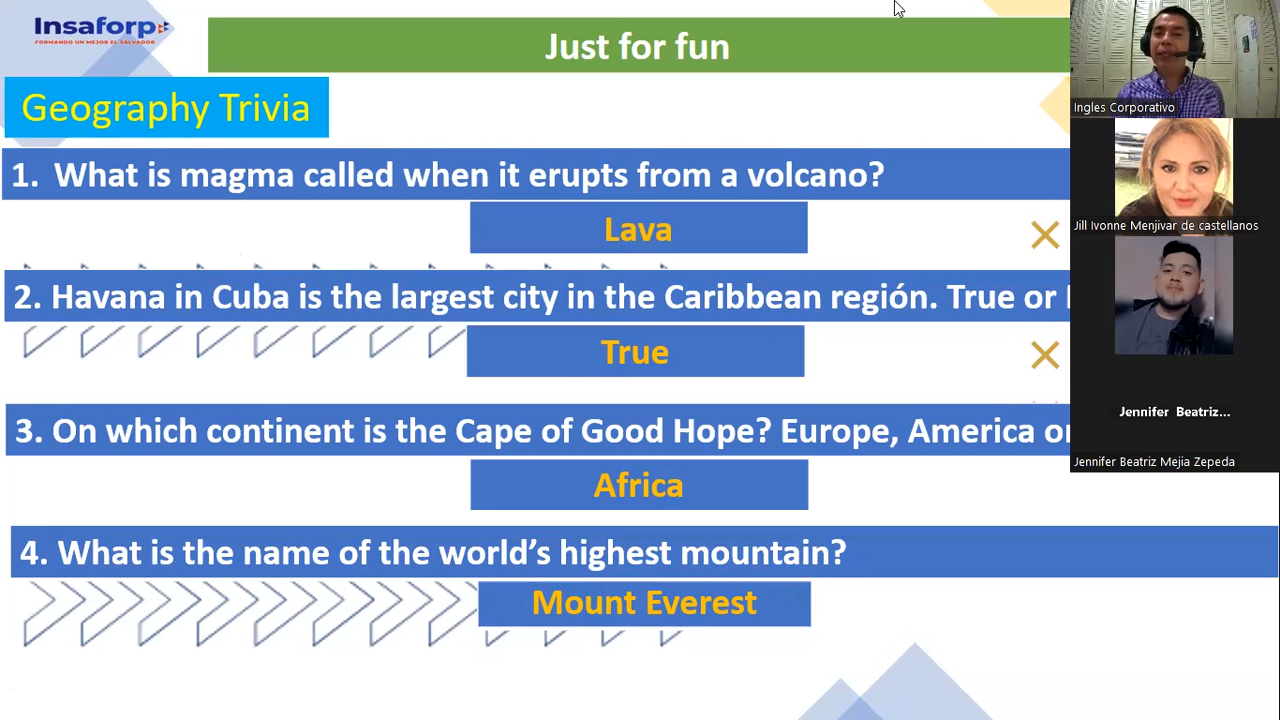 Insaforp
FORMANDO UN MEJOR EL SALVADOR
Just for fun
Geography Trivia
1. What is magma called when it erupts from a volcano?
Lava
2. Havana in Cuba is the largest city in the Caribbean región. True or
True
3. On which continent is the Cape of Good Hope? Europe, America or
Africa
4. What is the name of the world’s highest mountain?
Mount Everest
Ingles Corporativo
Jill Ivonne Menjivar de castellanos
Jennifer Beatriz...
Jennifer Beatriz Mejia Zepeda